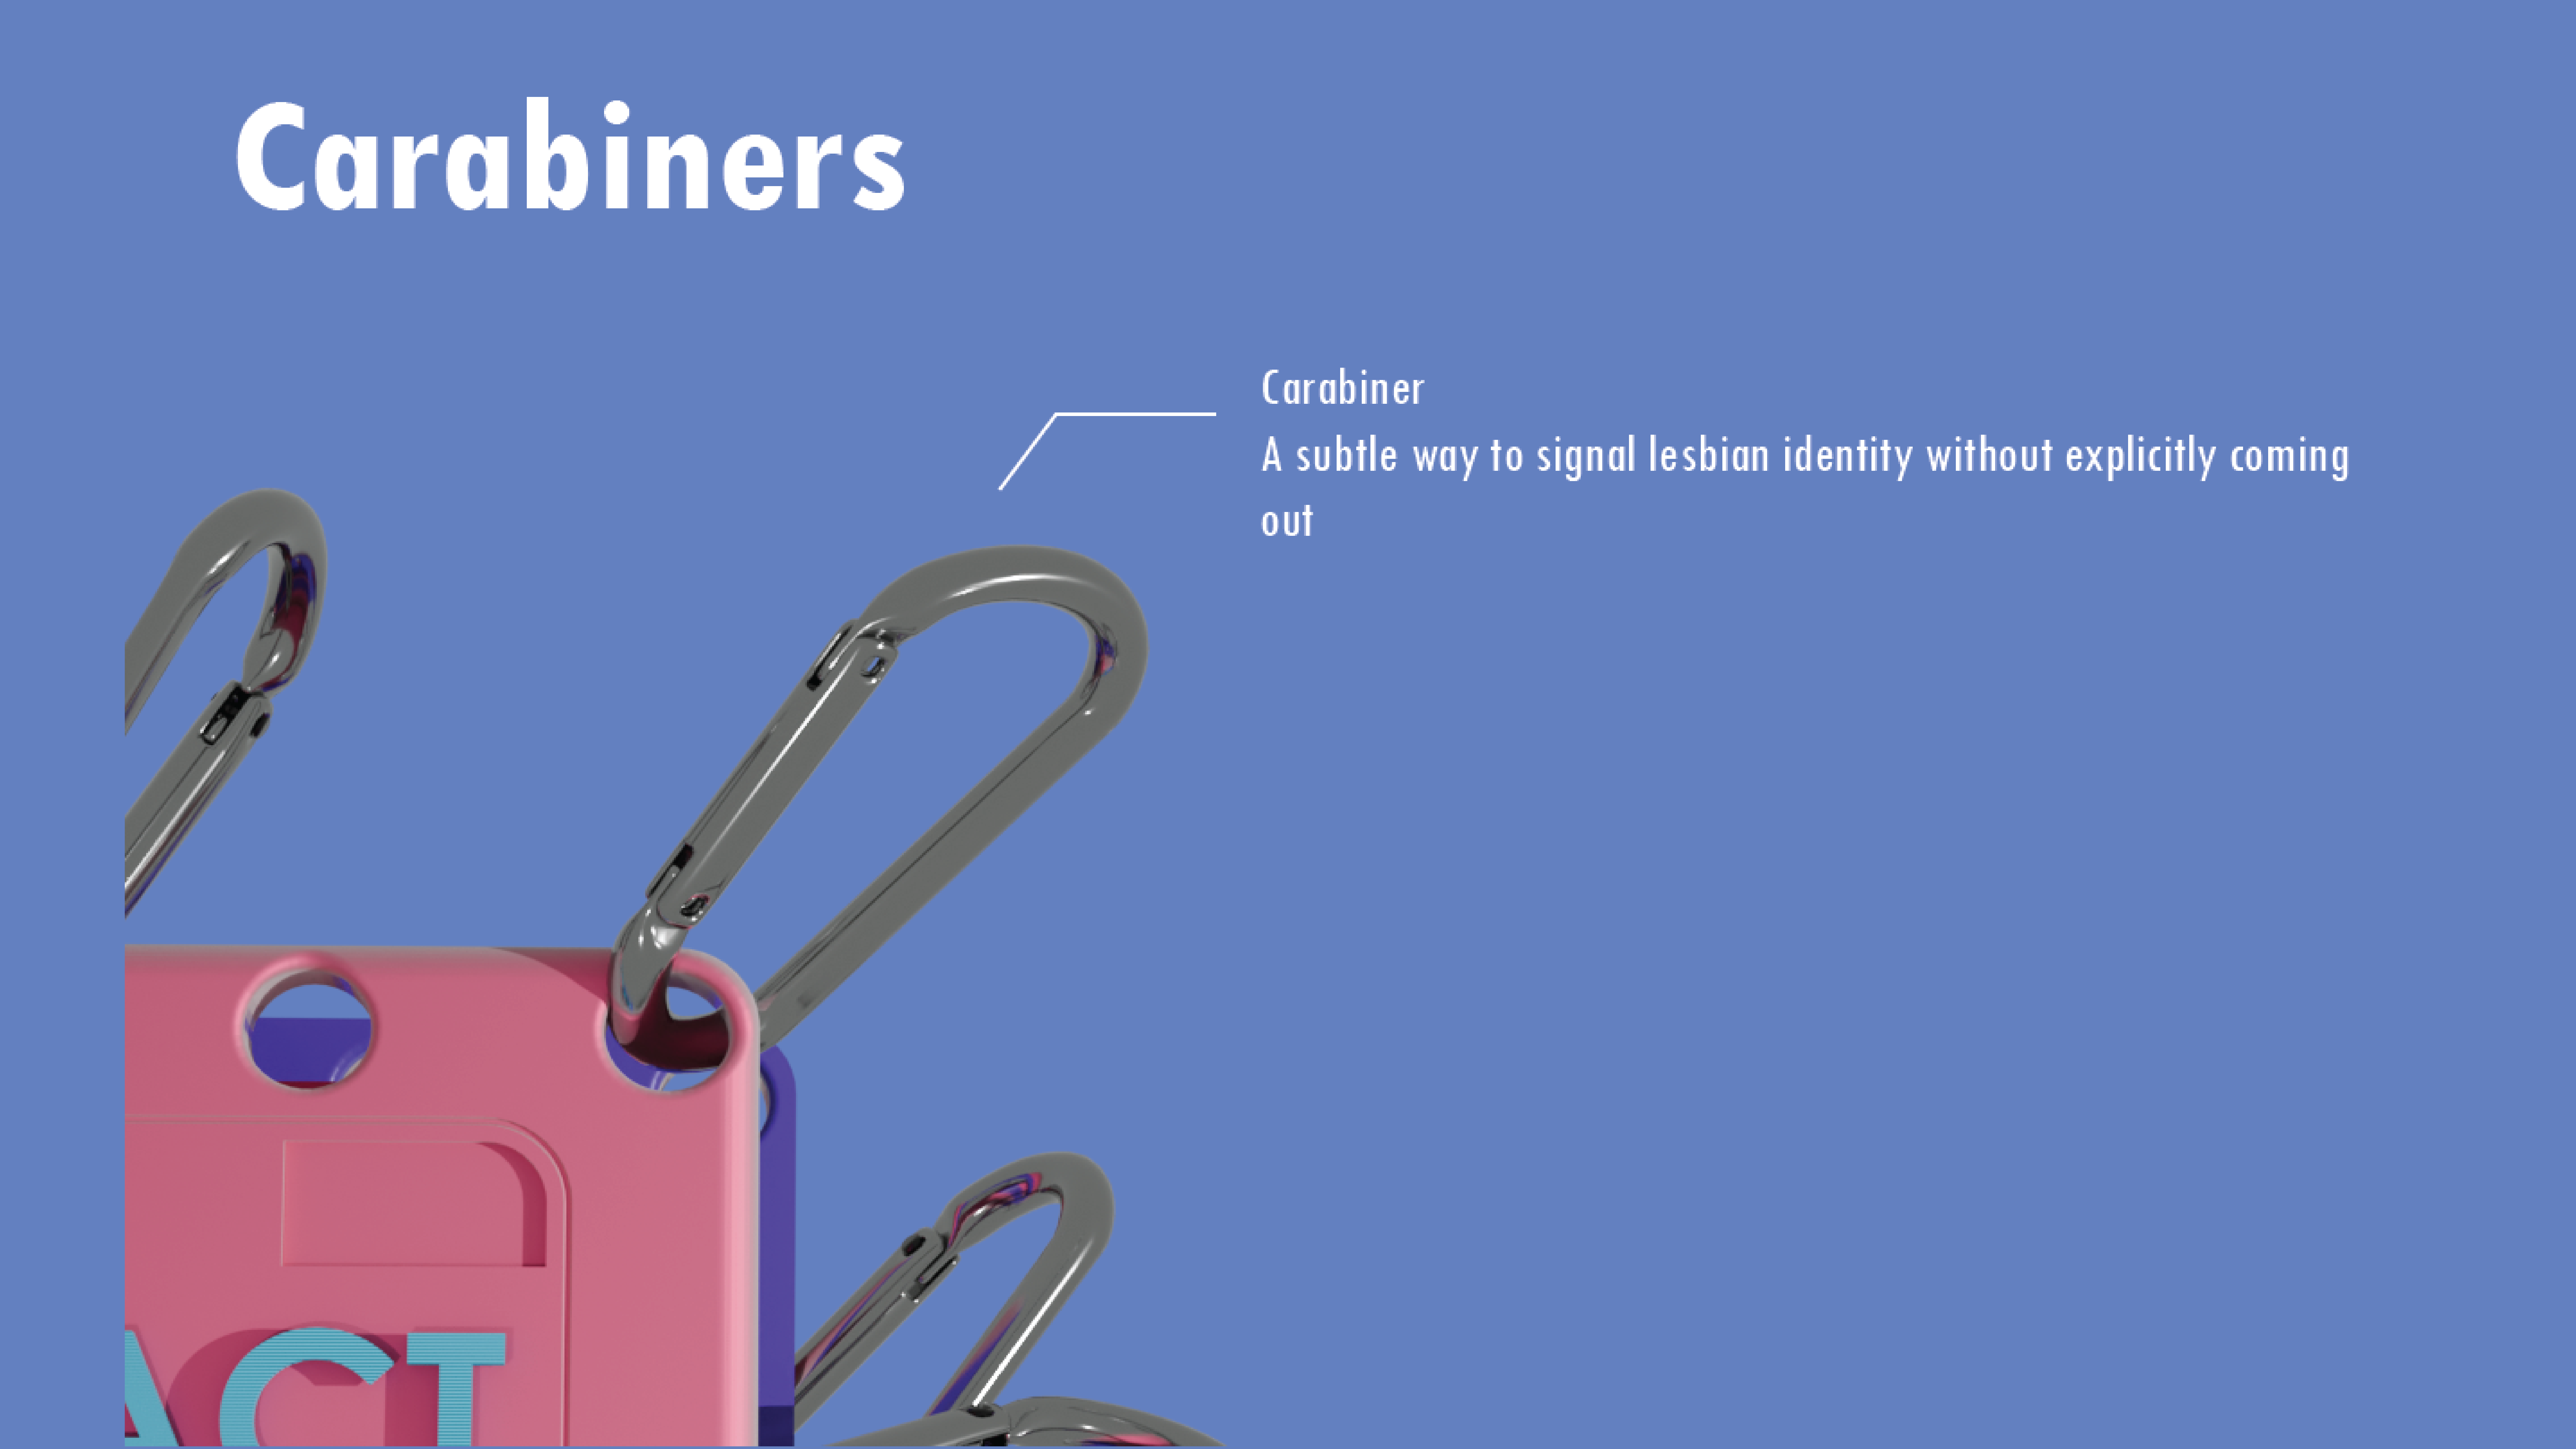 Carabiners
Carabiner
A subtle way to signal lesbian identity without explicitly coming
out
ACT